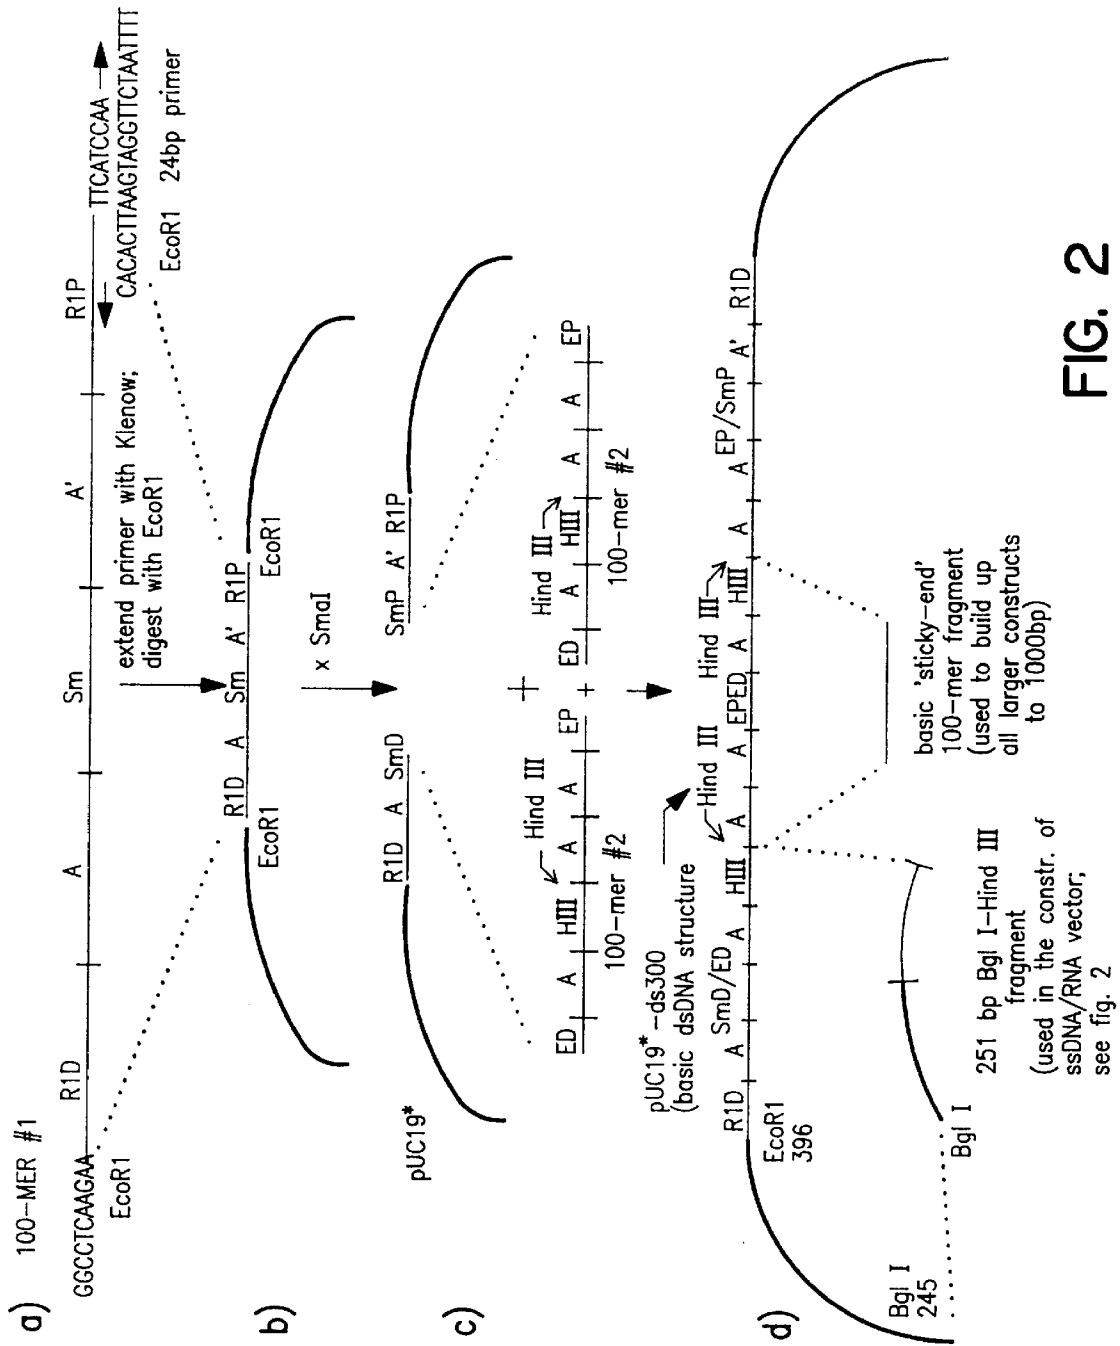 a)
100-MER #1
GGCCTCAAGAA
EcoR1
R1D
A
Sm
A'
R1P
TTCATCCAA
CACACTTAAGTAGGTTCTAATTTT
EcoR1 24bp primer
extend primer with Klenow;
digest with EcoR1
b)
R1D A Sm A' R1P
EcoR1
EcoR1
x SmaI
c)
pUC19*
R1D A SmD
SmP A' R1P
+
ED A HIII A A EP
Hind III
100-mer #2
+
ED A HIII A A EP
Hind III
100-mer #2
d)
pUC19*-ds300
(basic dsDNA structure
Hind III
Hind III
R1D A SmD/ED A HIII A A EPED A HIII A A EP/SmP A' R1D
EcoR1
396
Bgl I
245
Bgl I
251 bp Bgl I-Hind III
fragment
(used in the constr. of
ssDNA/RNA vector;
see fig. 2
basic 'sticky-end'
100-mer fragment
(used to build up
all larger constructs
to 1000bp)
FIG. 2